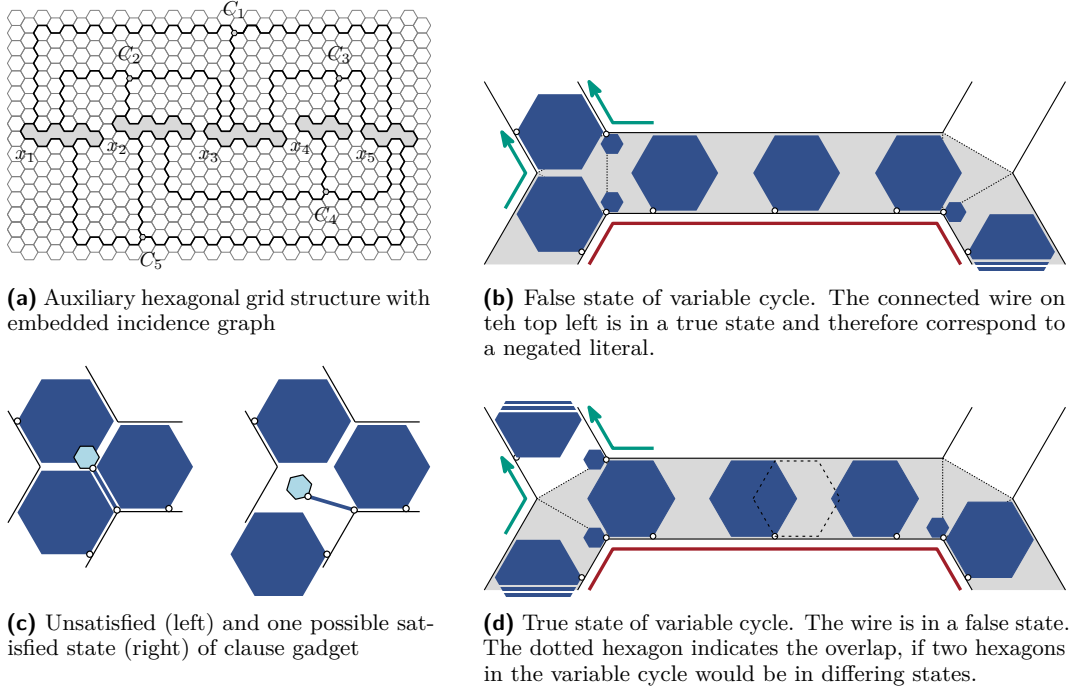 C1
C2
C3
x1
x2
x3
x4
x5
C4
C5
(a) Auxiliary hexagonal grid structure with
embedded incidence graph
(b) False state of variable cycle. The connected wire on
teh top left is in a true state and therefore correspond to
a negated literal.
(c) Unsatisfied (left) and one possible sat-
isfied state (right) of clause gadget
(d) True state of variable cycle. The wire is in a false state.
The dotted hexagon indicates the overlap, if two hexagons
in the variable cycle would be in differing states.